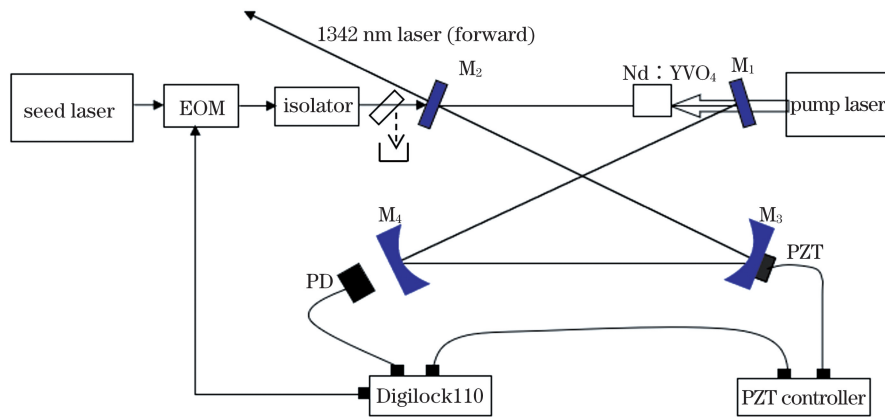 1342 nm laser (forward)
M2
Nd：YVO4
M1
seed laser
EOM
isolator
pump laser
M4
M3
PD
PZT
Digilock110
PZT controller